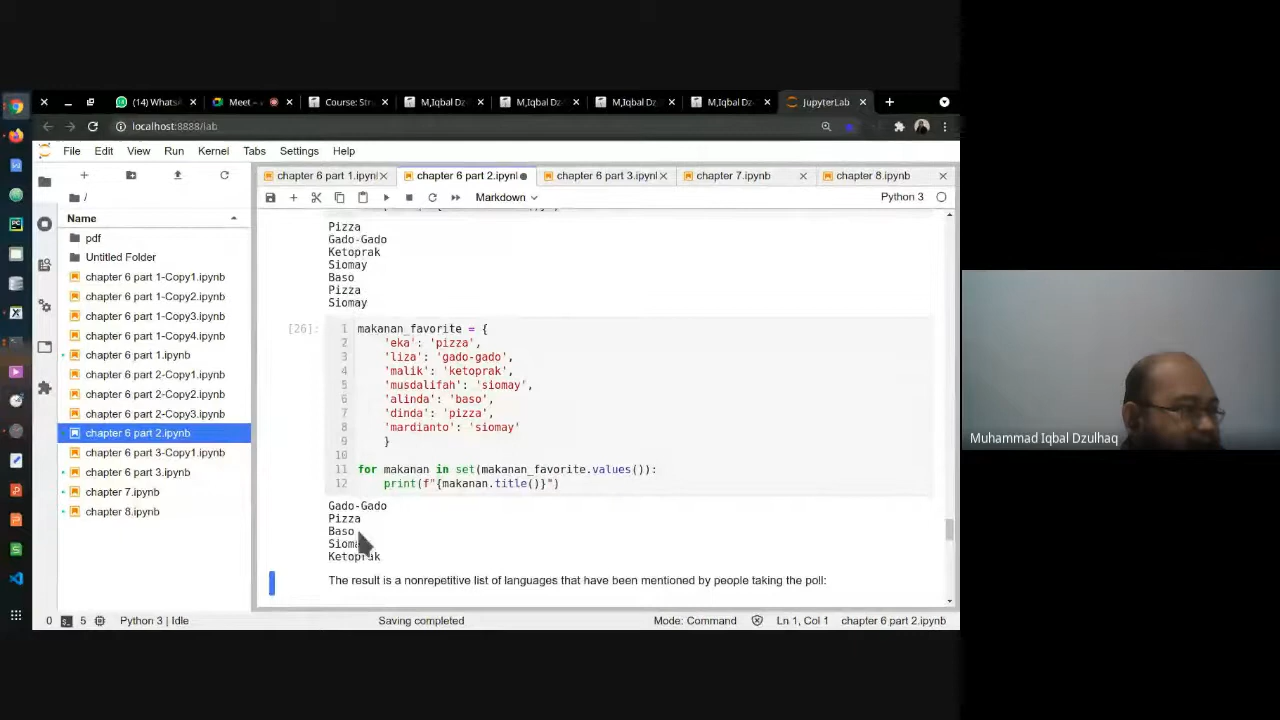 (14) Whats
Meet -
Course: Str
M,Iqbal Dz
M,Iqbal Dz
M,Iqbal Dz
M,Iqbal Dz
JupyterLab
localhost:8888/lab
File Edit View Run Kernel Tabs Settings Help
chapter 6 part 1.ipynl
chapter 6 part 2.ipynl
chapter 6 part 3.ipynl
chapter 7.ipynb
chapter 8.ipynb
/
Markdown
Python 3
Name
pdf
Untitled Folder
chapter 6 part 1-Copy1.ipynb
chapter 6 part 1-Copy2.ipynb
chapter 6 part 1-Copy3.ipynb
chapter 6 part 1-Copy4.ipynb
chapter 6 part 1.ipynb
chapter 6 part 2-Copy1.ipynb
chapter 6 part 2-Copy2.ipynb
chapter 6 part 2-Copy3.ipynb
chapter 6 part 2.ipynb
chapter 6 part 3-Copy1.ipynb
chapter 6 part 3.ipynb
chapter 7.ipynb
chapter 8.ipynb
Pizza
Gado-Gado
Ketoprak
Siomay
Baso
Pizza
Siomay
[26]:
1 makanan_favorite = {
2 'eka': 'pizza',
3 'liza': 'gado-gado',
4 'malik': 'ketoprak',
5 'musdalifah': 'siomay',
6 'alinda': 'baso',
7 'dinda': 'pizza',
8 'mardianto': 'siomay'
9 }
10
11 for makanan in set(makanan_favorite.values()):
12 print(f"{makanan.title()}")
Gado-Gado
Pizza
Baso
Sioma
Ketoprak
The result is a nonrepetitive list of languages that have been mentioned by people taking the poll:
0 5 Python 3 | Idle Saving completed Mode: Command Ln 1, Col 1 chapter 6 part 2.ipynb
Muhammad Iqbal Dzulhaq